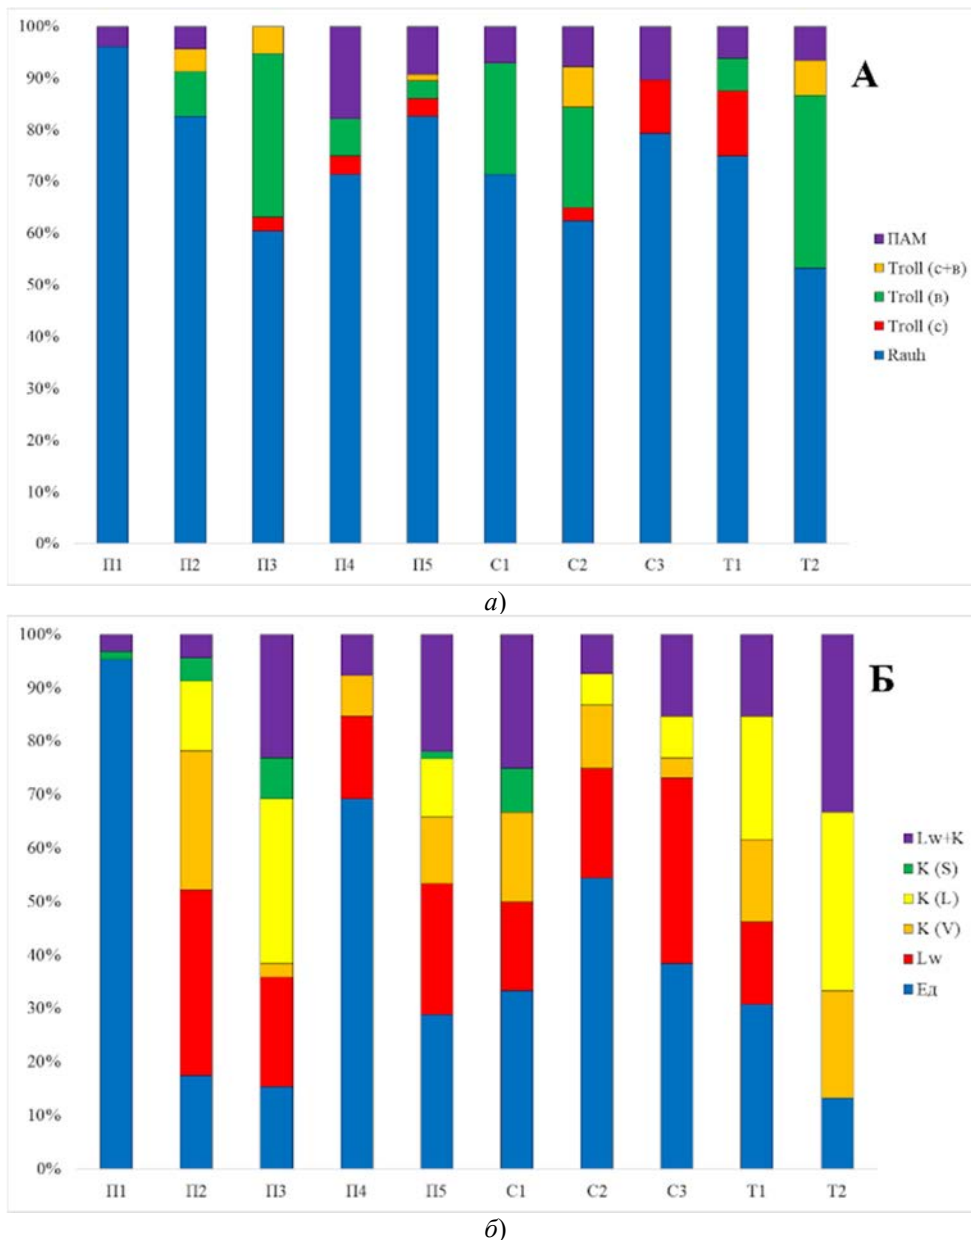 100%
90%
80%
70%
60%
50%
40%
30%
20%
10%
0%
А
ПАМ
Troll (с+в)
Troll (в)
Troll (с)
Rauh
П1 П2 П3 П4 П5 С1 С2 С3 Т1 Т2
а)
100%
90%
80%
70%
60%
50%
40%
30%
20%
10%
0%
Б
Lw+K
K (S)
K (L)
K (V)
Lw
Ед
П1 П2 П3 П4 П5 С1 С2 С3 Т1 Т2
б)